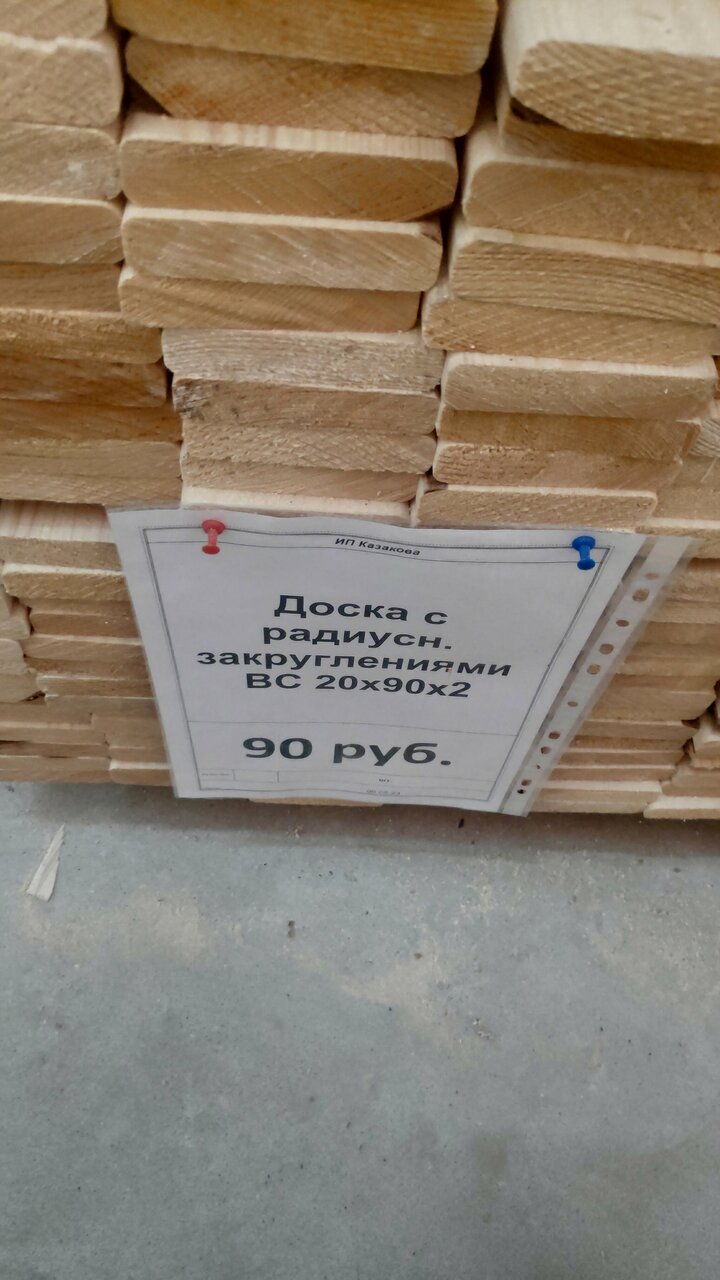 ИП Казакова
Доска с
радиусн.
закруглениями
ВС 20х90х2
90 руб.